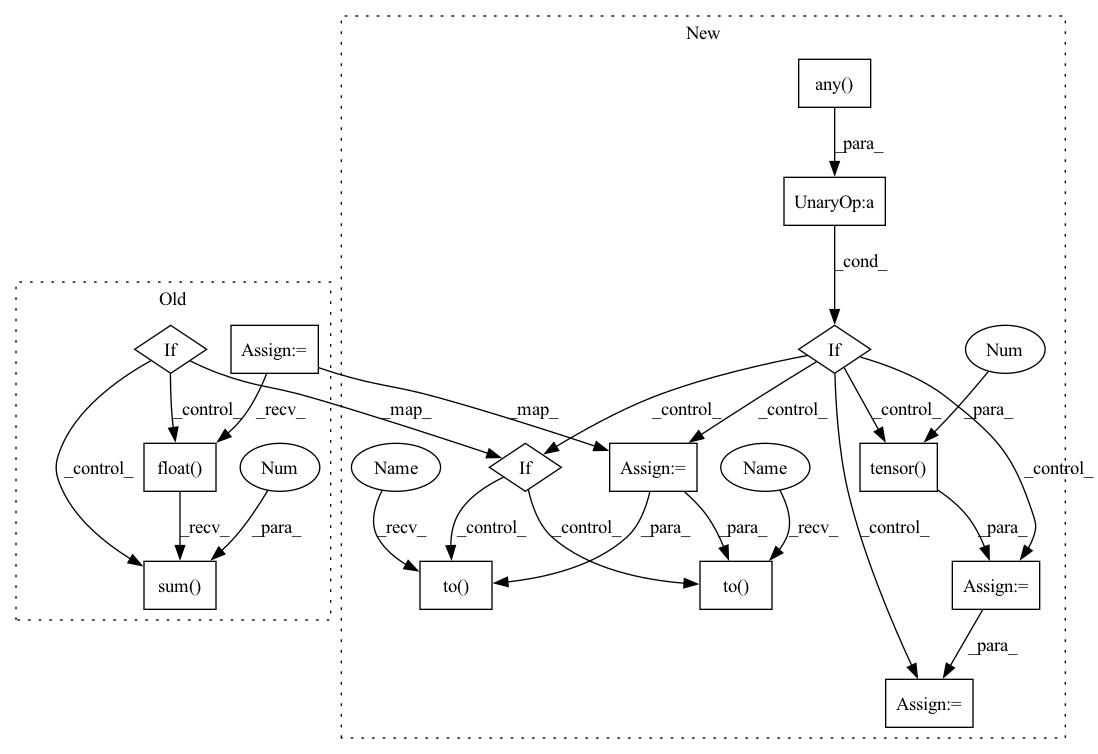 New
any()
_para_
UnaryOp:a
_cond_
Old
If
Assign:=
If
Num
_control_
_recv_
_map_
_map_
_control_
_control_
_control_
_para_
float()
Num
Name
If
Assign:=
Name
tensor()
_control_
_control_
_recv_
_para_
_recv_
_control_
_control_
_para_
_para_
_recv_
_control_
_para_
sum()
to()
to()
Assign:=
_para_
Assign:=